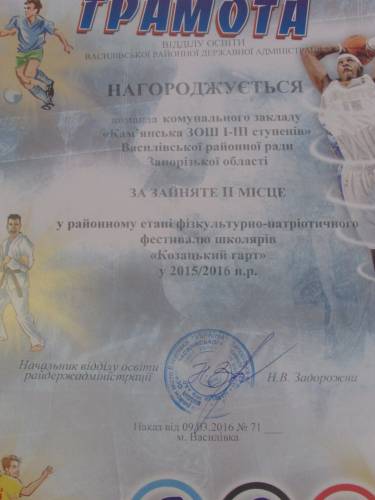 ГРАМОТА
ВІДДІЛУ ОСВІТИ
ВАСИЛІВСЬКОЇ РАЙОННОЇ ДЕРЖАВНОЇ АДМІНІСТРАЦІЇ
НАГОРОДЖУЄТЬСЯ
команда комунального закладу
«Кам'янська ЗОШ І-ІІІ ступенів»
Василівської районної ради
Запорізької області
ЗА ЗАЙНЯТЕ ІІ МІСЦЕ
у районному етапі фізкультурно-патріотичного
фестивалю школярів
«Козацький гарт»
у 2015/2016 н.р.
Начальник відділу освіти
райдержадміністрації
Н.В. Задорожня
Наказ від 09.03.2016 № 71
м. Василівка